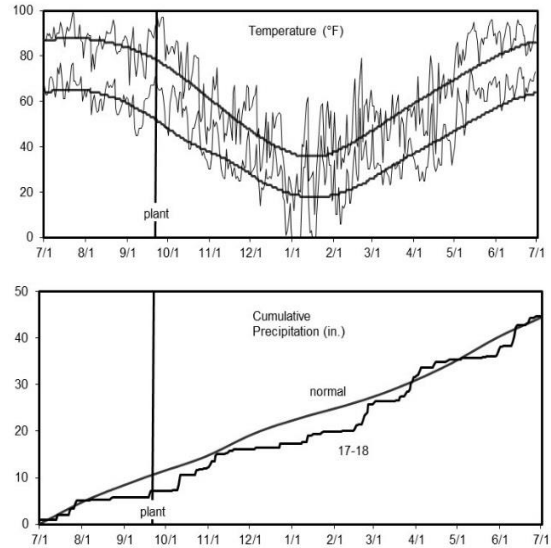 100
Temperature (°F)
80
60
40
20
plant
0
7/1 8/1 9/1 10/1 11/1 12/1 1/1 2/1 3/1 4/1 5/1 6/1 7/1
50
Cumulative
Precipitation (in.)
40
normal
30
20
17-18
10
plant
0
7/1 8/1 9/1 10/1 11/1 12/1 1/1 2/1 3/1 4/1 5/1 6/1 7/1